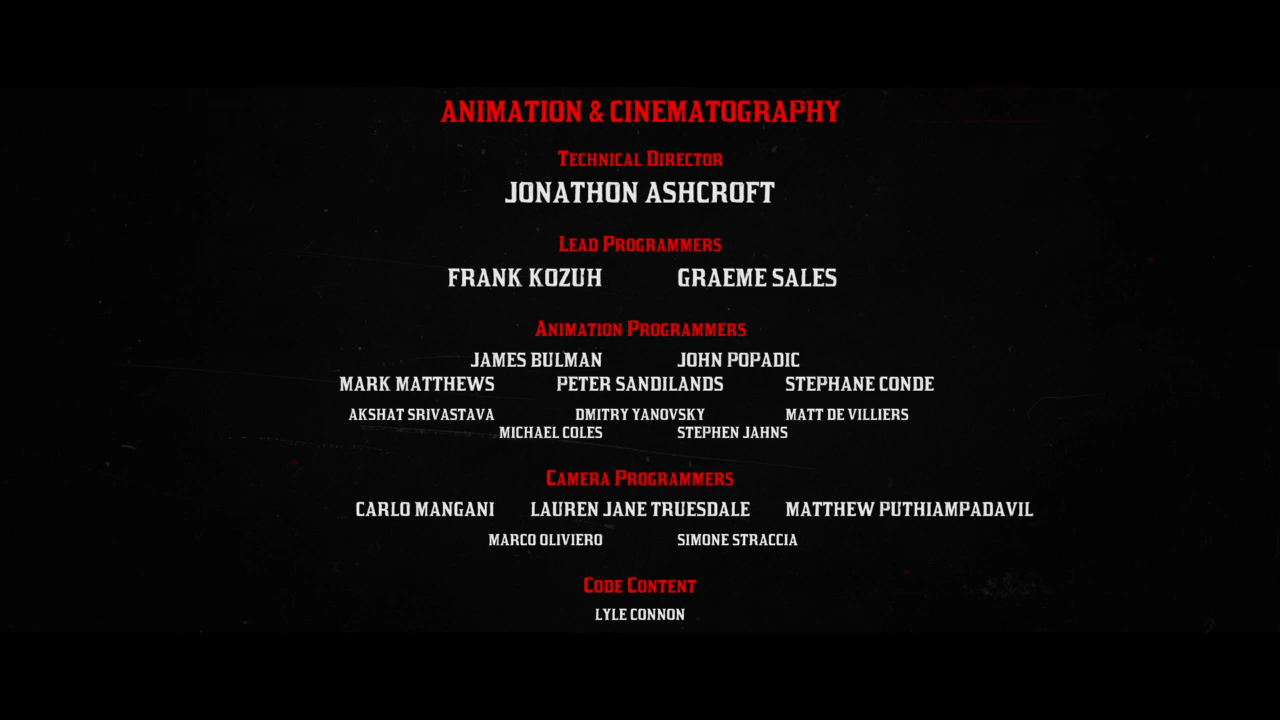 ANIMATION & CINEMATOGRAPHY
TECHNICAL DIRECTOR
JONATHON ASHCROFT
LEAD PROGRAMMERS
FRANK KOZUH GRAEME SALES
ANIMATION PROGRAMMERS
JAMES BULMAN JOHN POPADIC
MARK MATTHEWS PETER SANDILANDS STEPHANE CONDE
AKSHAT SRIVASTAVA DMITRY YANOVSKY MATT DE VILLIERS
MICHAEL COLES STEPHEN JAHNS
CAMERA PROGRAMMERS
CARLO MANGANI LAUREN JANE TRUESDALE MATTHEW PUTHIAMPADAVIL
MARCO OLIVIERO SIMONE STRACCIA
CODE CONTENT
LYLE CONNON